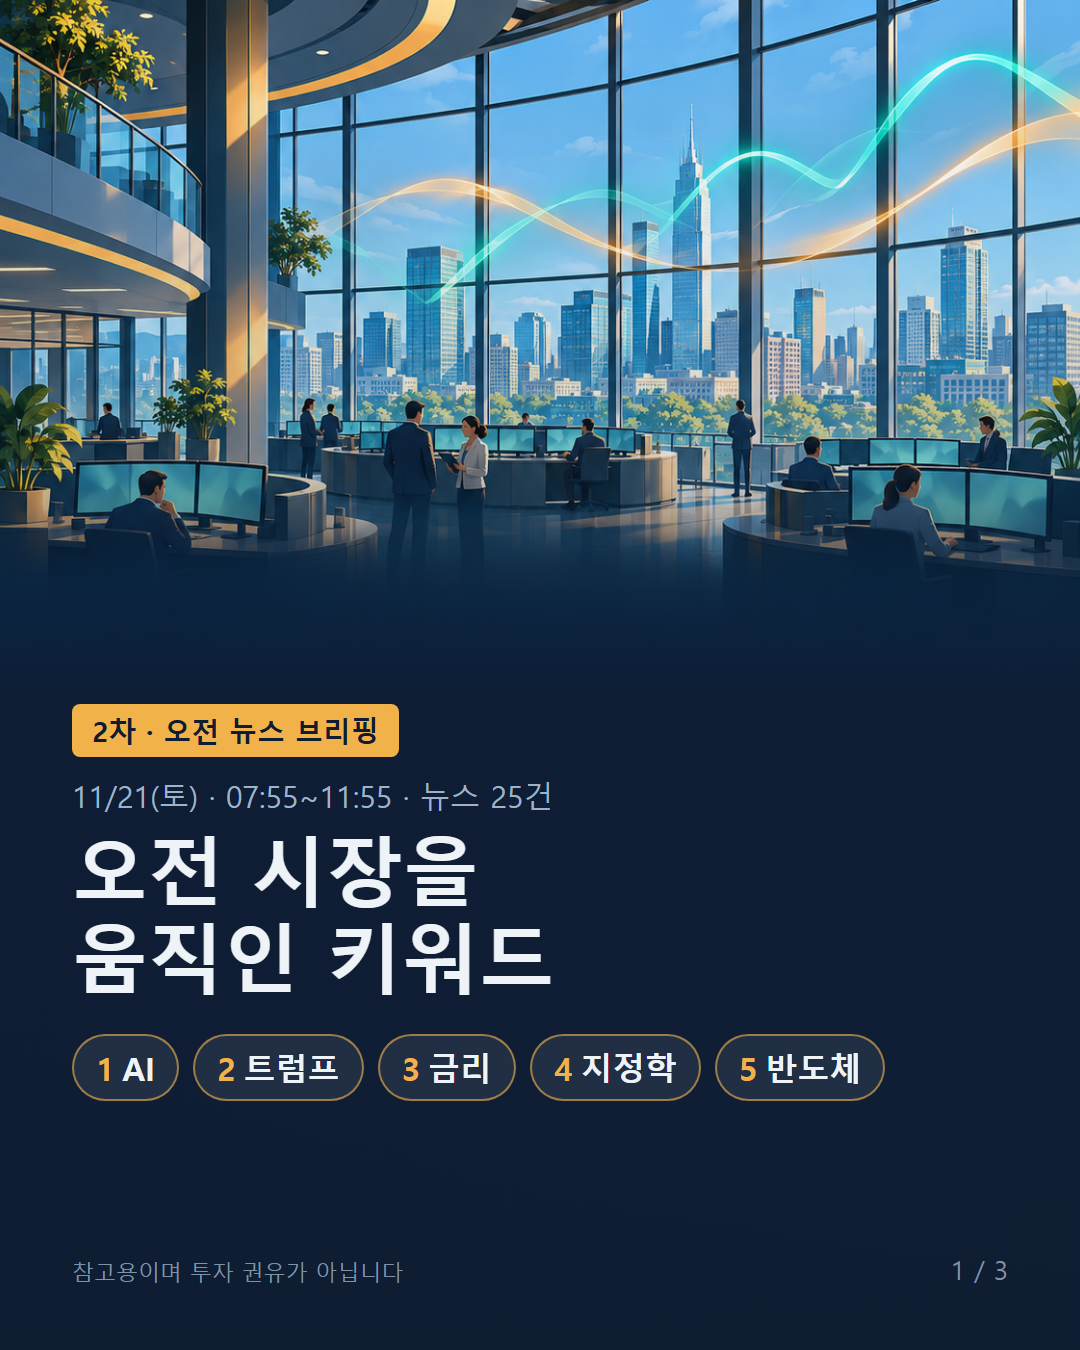 2차 · 오전 뉴스 브리핑
11/21(토) · 07:55~11:55 · 뉴스 25건
오전 시장을
움직인 키워드
1 AI 2 트럼프 3 금리 4 지정학 5 반도체
참고용이며 투자 권유가 아닙니다
1 / 3